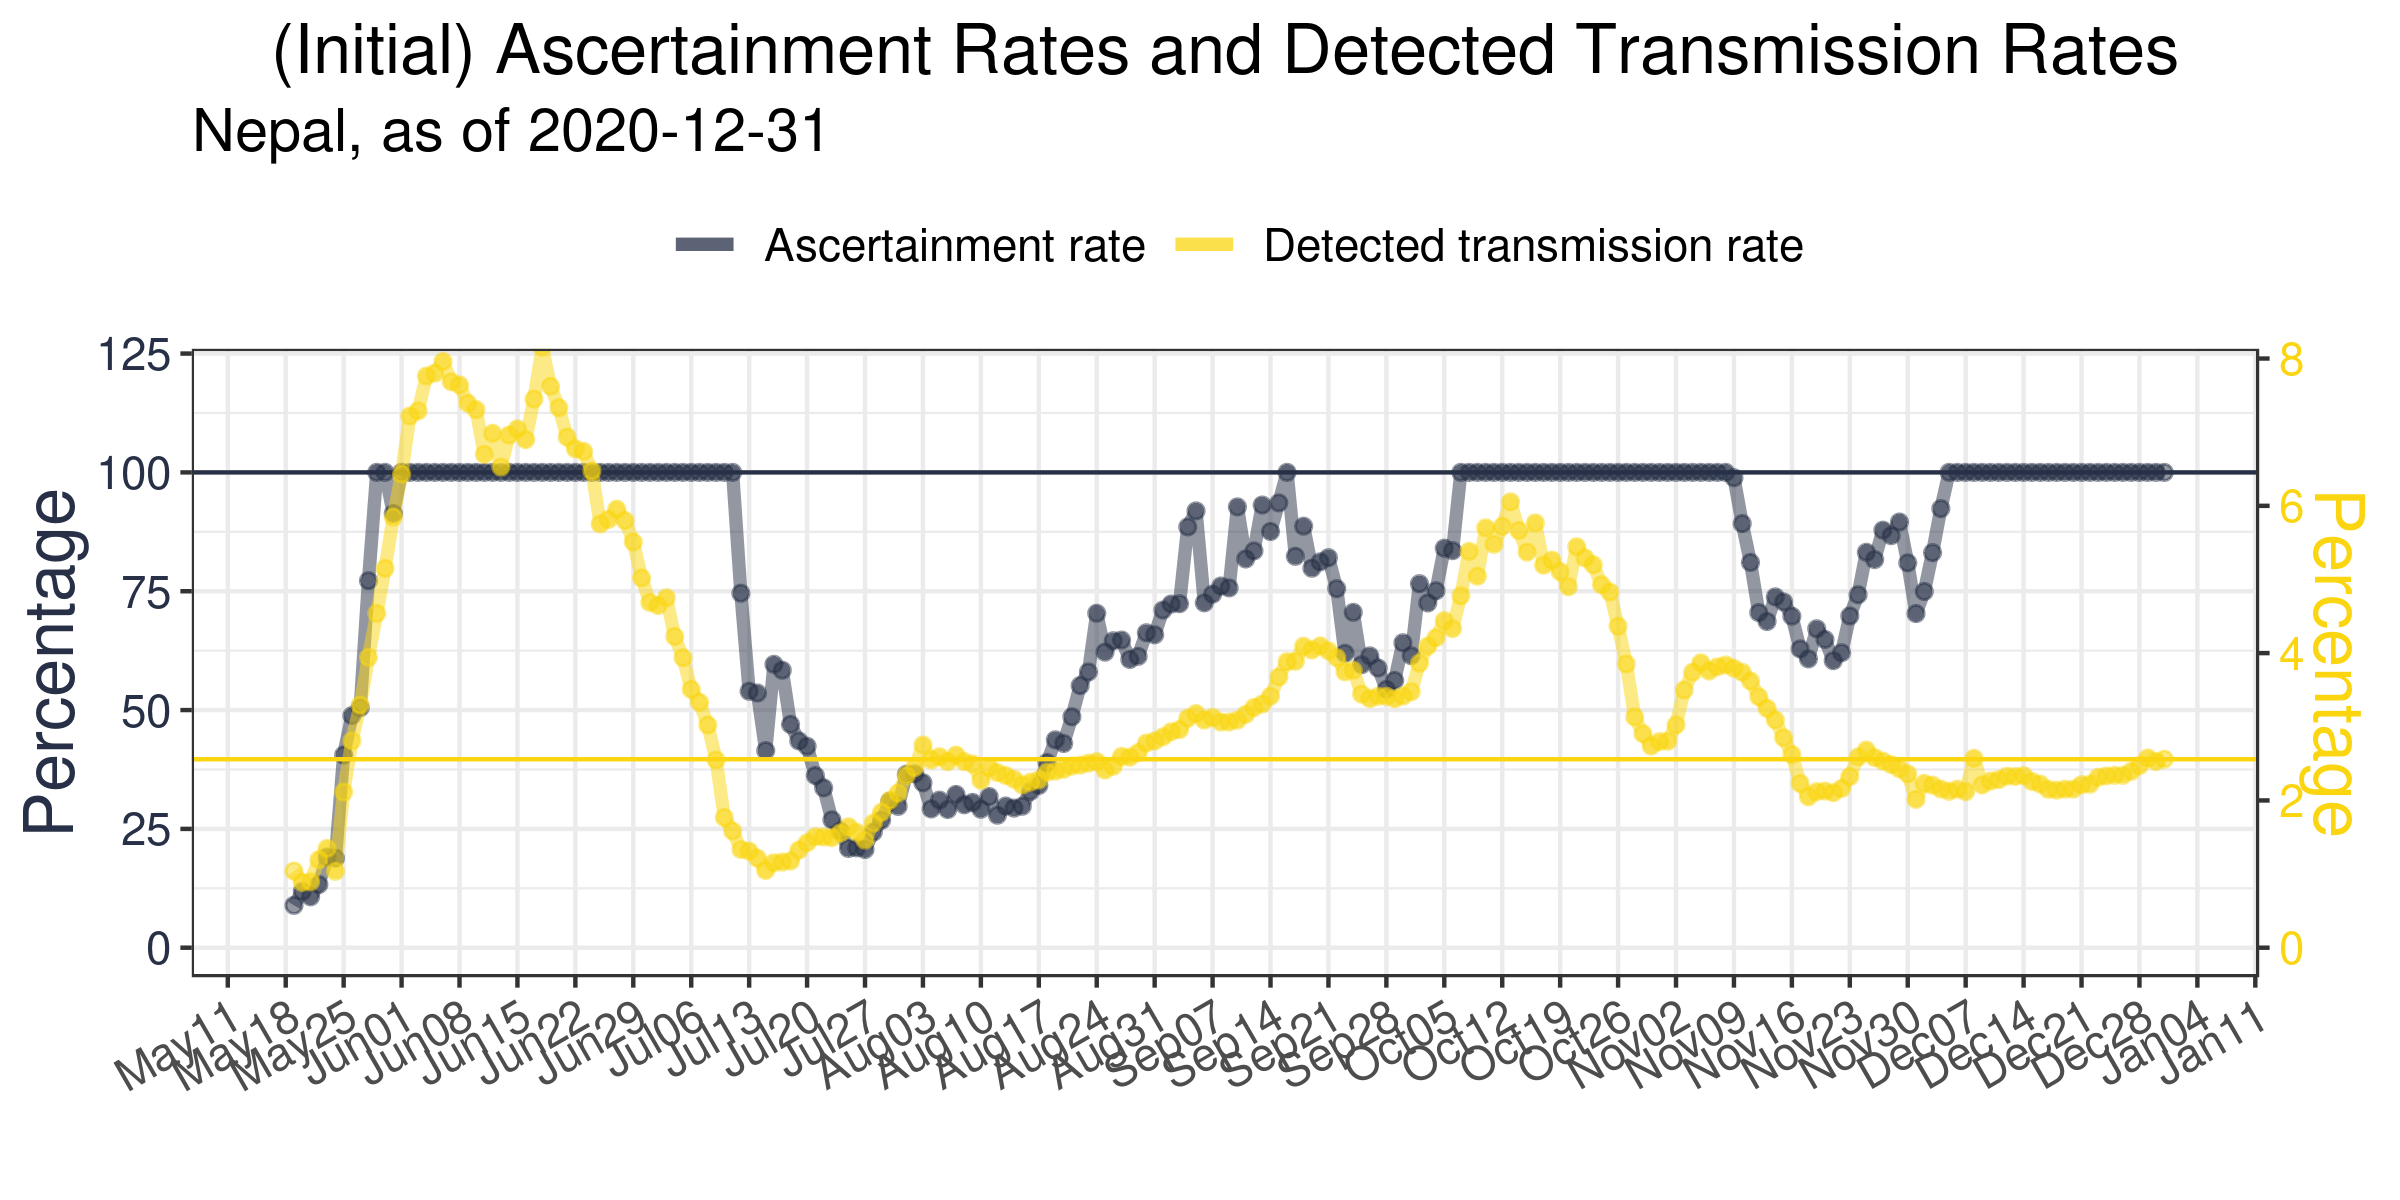 (Initial) Ascertainment Rates and Detected Transmission Rates
Nepal, as of 2020-12-31
Ascertainment rate Detected transmission rate
125
100
75
50
25
0
Percentage
8
6
4
2
0
Percentage
May11 May18 May25 Jun01 Jun08 Jun15 Jun22 Jun29 Jul06 Jul13 Jul20 Jul27 Aug03 Aug10 Aug17 Aug24 Aug31 Sep07 Sep14 Sep21 Sep28 Oct05 Oct12 Oct19 Oct26 Nov02 Nov09 Nov16 Nov23 Nov30 Dec07 Dec14 Dec21 Dec28 Jan04 Jan11